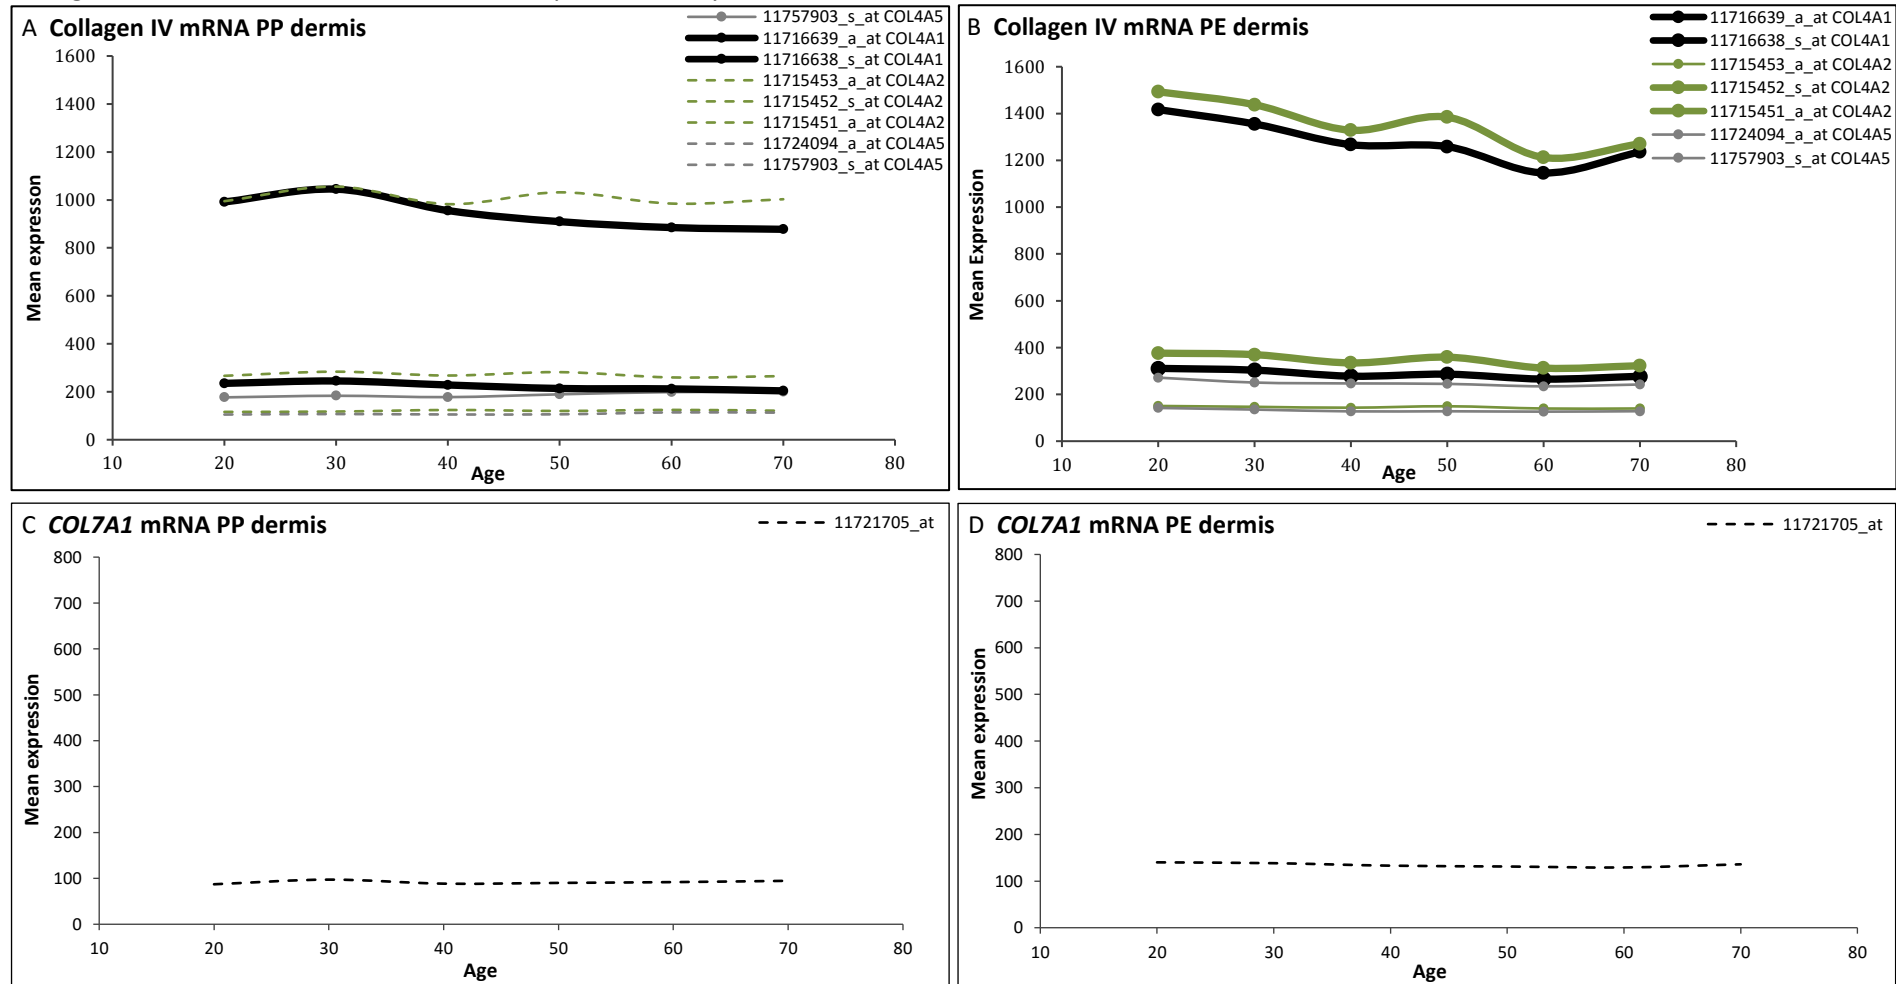 A Collagen IV mRNA PP dermis
11757903_s_at COL4A5
11716639_a_at COL4A1
11716638_s_at COL4A1
11715453_a_at COL4A2
11715452_s_at COL4A2
11715451_a_at COL4A2
11724094_a_at COL4A5
11757903_s_at COL4A5
Mean expression
1600
1400
1200
1000
800
600
400
200
0
10 20 30 40 50 60 70 80
Age
B Collagen IV mRNA PE dermis
11716639_a_at COL4A1
11716638_s_at COL4A1
11715453_a_at COL4A2
11715452_s_at COL4A2
11715451_a_at COL4A2
11724094_a_at COL4A5
11757903_s_at COL4A5
Mean Expression
1600
1400
1200
1000
800
600
400
200
0
10 20 30 40 50 60 70 80
Age
C COL7A1 mRNA PP dermis
11721705_at
Mean expression
800
700
600
500
400
300
200
100
0
10 20 30 40 50 60 70 80
Age
D COL7A1 mRNA PE dermis
11721705_at
Mean expression
800
700
600
500
400
300
200
100
0
10 20 30 40 50 60 70 80
Age